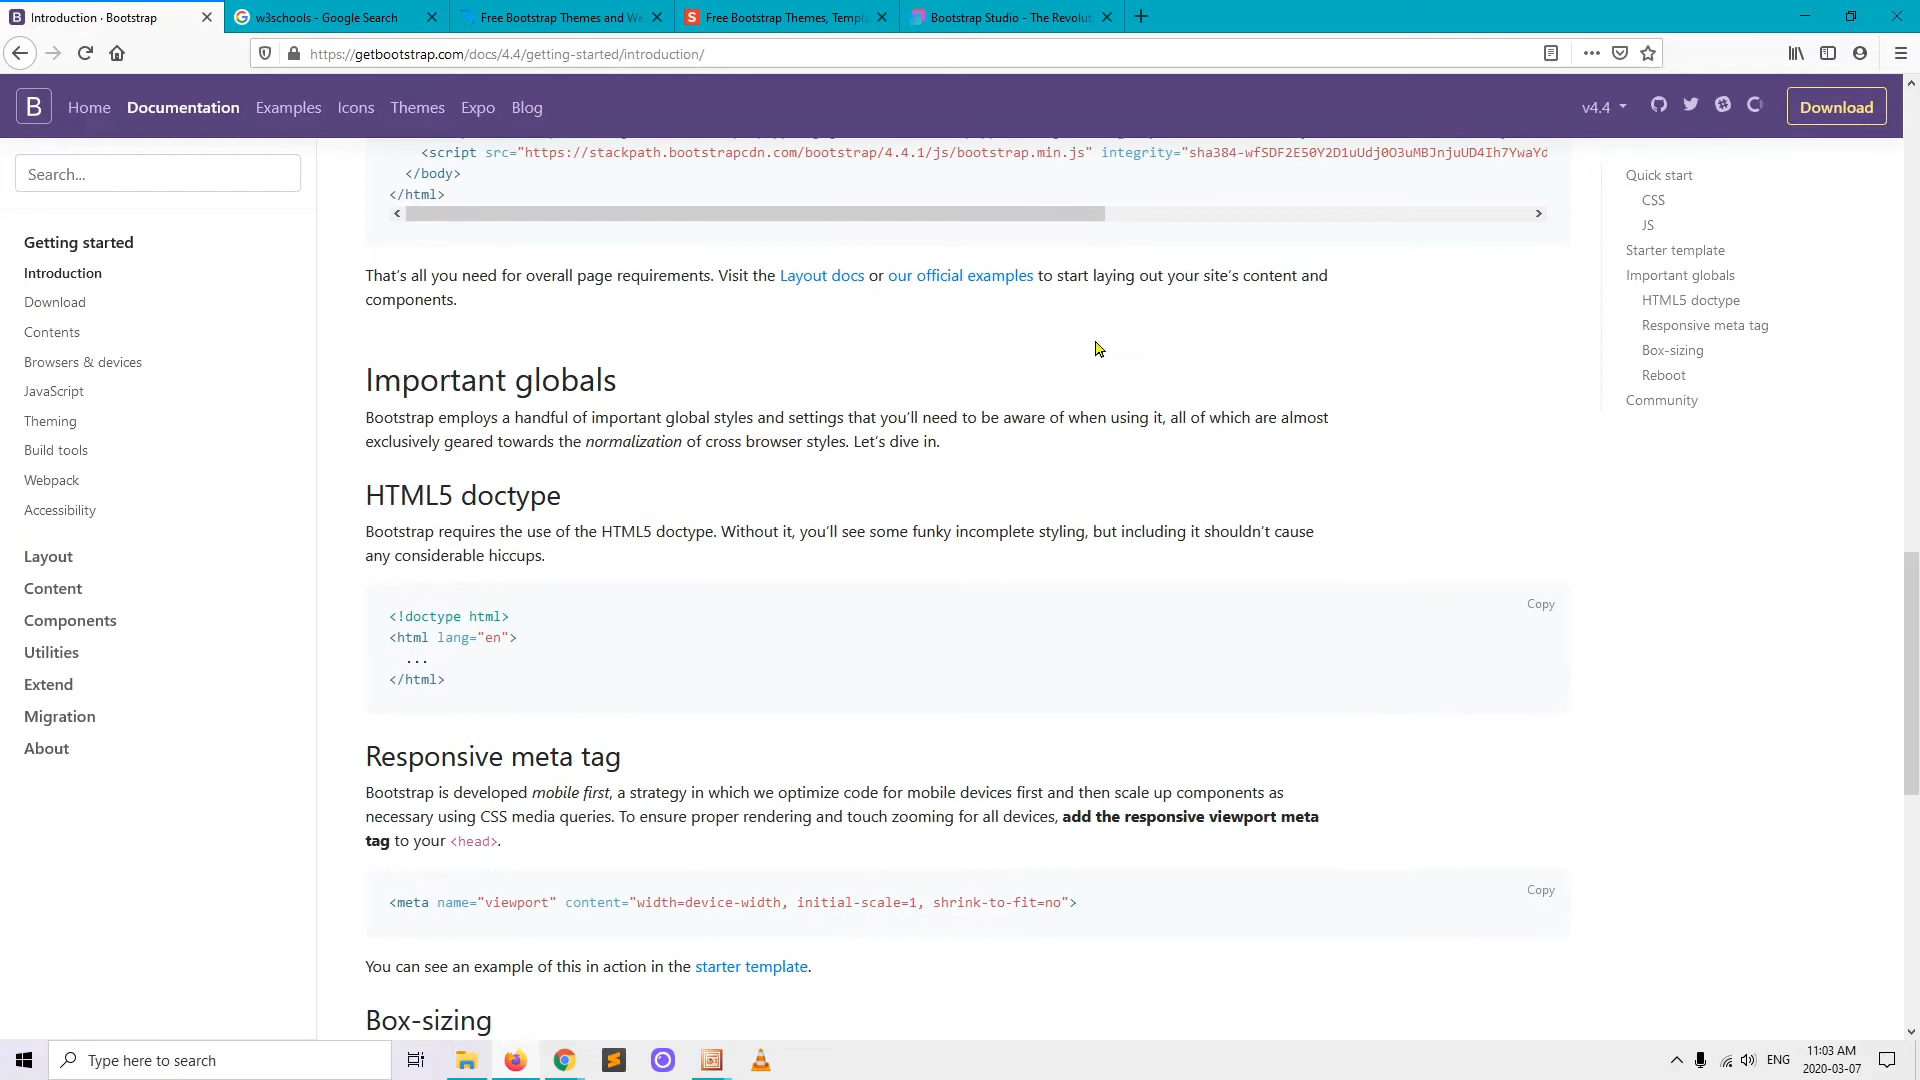 Introduction · Bootstrap
w3schools - Google Search
Free Bootstrap Themes and We
Free Bootstrap Themes, Templa
Bootstrap Studio - The Revolut
https://getbootstrap.com/docs/4.4/getting-started/introduction/
B
Home
Documentation
Examples
Icons
Themes
Expo
Blog
v4.4
Download
Search...
Getting started
Introduction
Download
Contents
Browsers & devices
JavaScript
Theming
Build tools
Webpack
Accessibility
Layout
Content
Components
Utilities
Extend
Migration
About
<script src="https://stackpath.bootstrapcdn.com/bootstrap/4.4.1/js/bootstrap.min.js" integrity="sha384-wfSDF2E50Y2D1uUdj0O3uMBJnjuUD4Ih7YwaYd
</body>
</html>
That's all you need for overall page requirements. Visit the Layout docs or our official examples to start laying out your site's content and
components.
Important globals
Bootstrap employs a handful of important global styles and settings that you'll need to be aware of when using it, all of which are almost
exclusively geared towards the normalization of cross browser styles. Let's dive in.
HTML5 doctype
Bootstrap requires the use of the HTML5 doctype. Without it, you'll see some funky incomplete styling, but including it shouldn't cause
any considerable hiccups.
Copy
<!doctype html>
<html lang="en">
...
</html>
Responsive meta tag
Bootstrap is developed mobile first, a strategy in which we optimize code for mobile devices first and then scale up components as
necessary using CSS media queries. To ensure proper rendering and touch zooming for all devices, add the responsive viewport meta
tag to your <head>.
Copy
<meta name="viewport" content="width=device-width, initial-scale=1, shrink-to-fit=no">
You can see an example of this in action in the starter template.
Box-sizing
Quick start
CSS
JS
Starter template
Important globals
HTML5 doctype
Responsive meta tag
Box-sizing
Reboot
Community
Type here to search
ENG
11:03 AM
2020-03-07